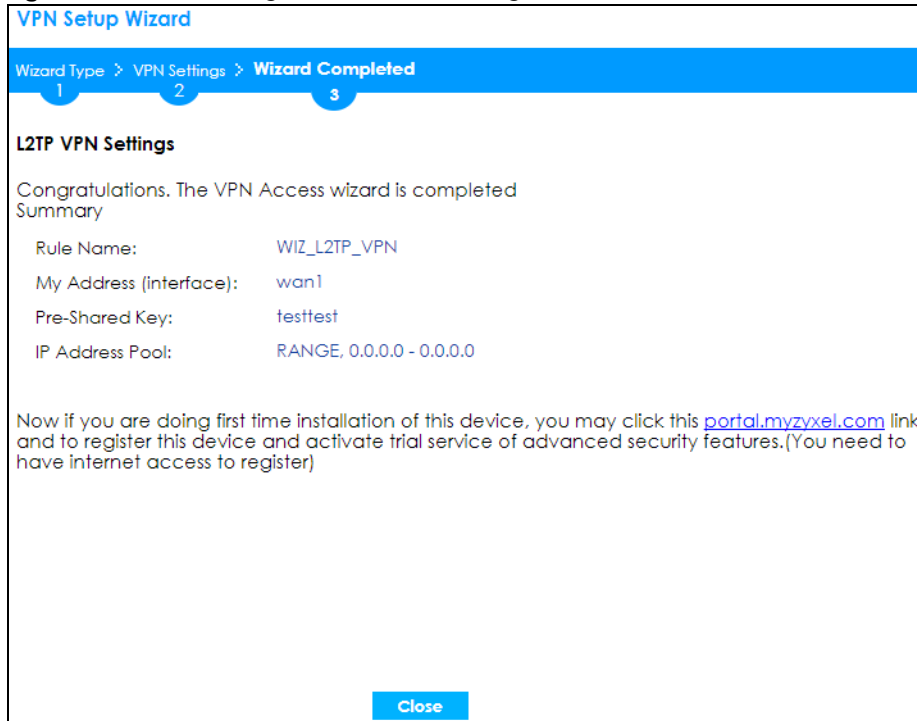 VPN Setup Wizard
Wizard Type > VPN Settings > Wizard Completed
1 2 3
L2TP VPN Settings
Congratulations. The VPN Access wizard is completed
Summary
Rule Name: WIZ_L2TP_VPN
My Address (interface): wan1
Pre-Shared Key: testtest
IP Address Pool: RANGE, 0.0.0.0 - 0.0.0.0
Now if you are doing first time installation of this device, you may click this portal.myzyxel.com link
and to register this device and activate trial service of advanced security features.(You need to
have internet access to register)
Close